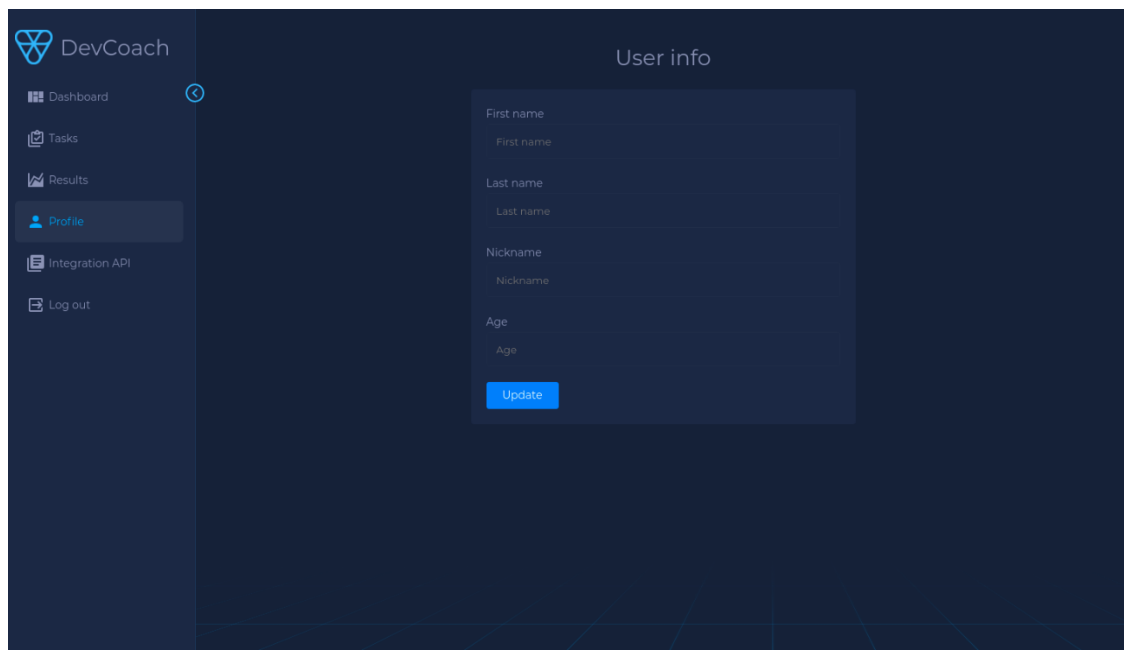 DevCoach
Dashboard
Tasks
Results
Profile
Integration API
Log out
User info
First name
First name
Last name
Last name
Nickname
Nickname
Age
Age
Update